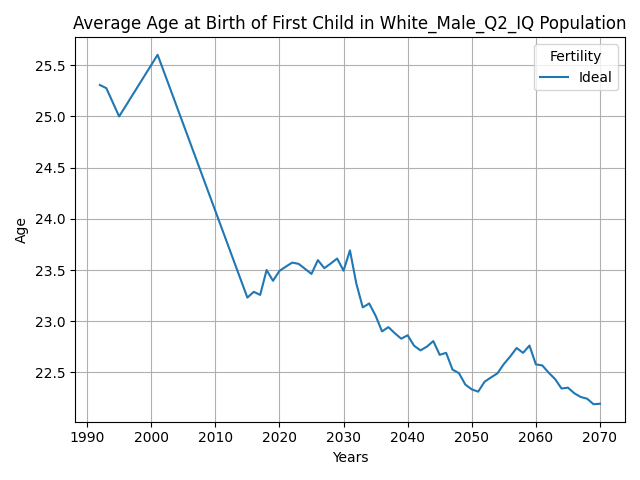 Average Age at Birth of First Child in White_Male_Q2_IQ Population
Fertility
Ideal
Age
25.5
25.0
24.5
24.0
23.5
23.0
22.5
1990 2000 2010 2020 2030 2040 2050 2060 2070
Years